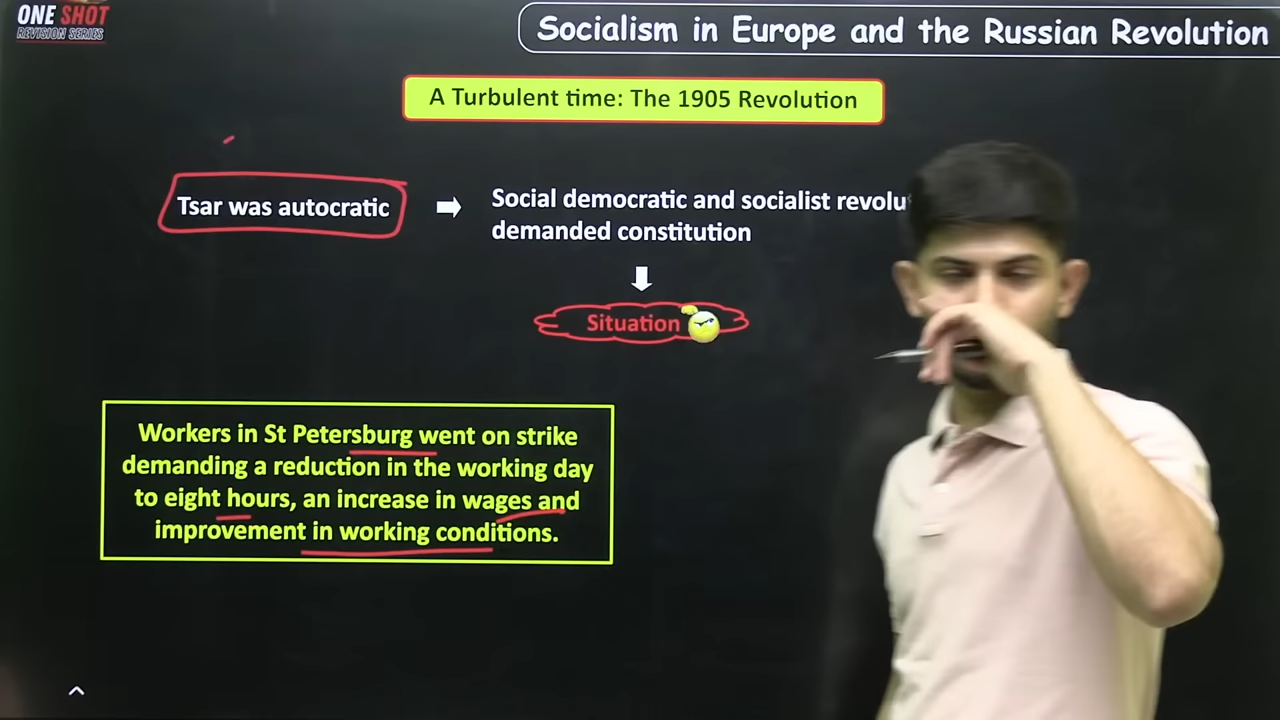 ONE SHOT
REVISION SERIES
Socialism in Europe and the Russian Revolution
A Turbulent time: The 1905 Revolution
Tsar was autocratic
Social democratic and socialist
demanded constitution
Situation
Workers in St Petersburg went on strike
demanding a reduction in the working day
to eight hours, an increase in wages and
improvement in working conditions.